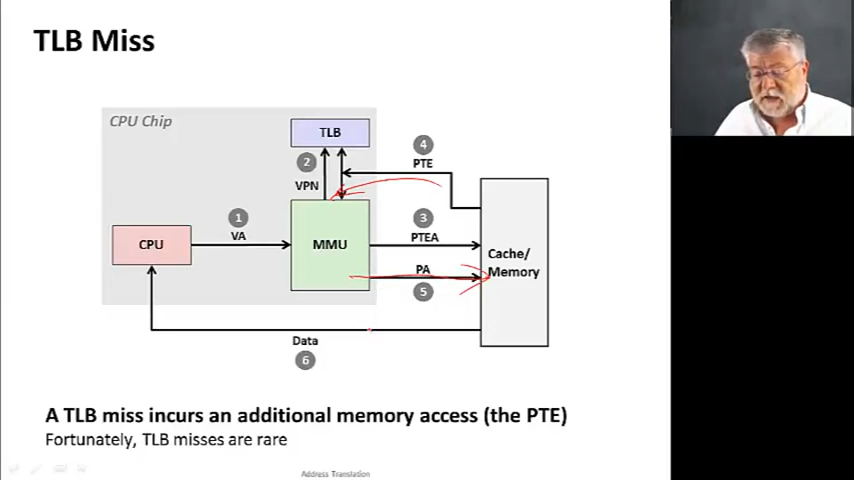 TLB Miss
CPU Chip
TLB
4
2
PTE
VPN
1
3
VA
PTEA
CPU
MMU
Cache/
Memory
PA
5
Data
6
A TLB miss incurs an additional memory access (the PTE)
Fortunately, TLB misses are rare
Address Translation